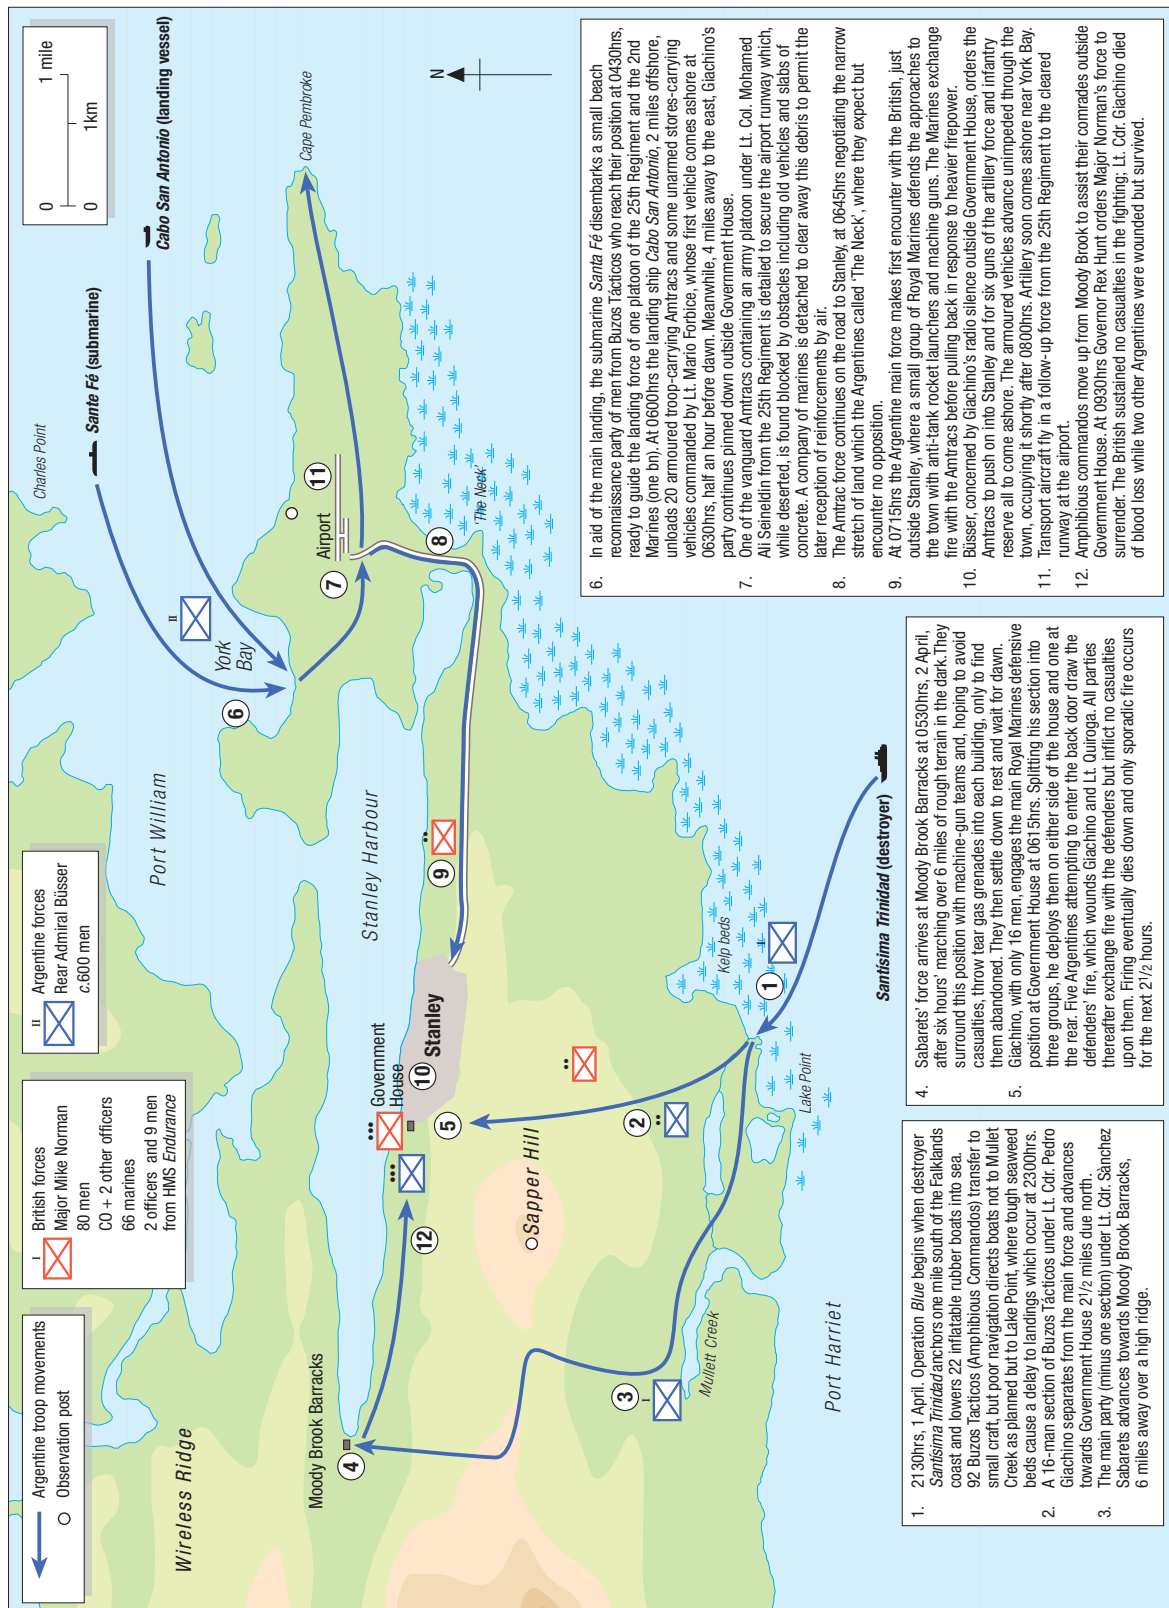 Argentine troop movements
Observation post
I
British forces
Major Mike Norman
80 men
CO + 2 other officers
66 marines
2 officers and 9 men
from HMS Endurance
II
Argentine forces
Rear Admiral Büsser
c.600 men
0 1 mile
0 1km
N
Wireless Ridge
Moody Brook Barracks
4
12
Government
House
10
Stanley
5
Sapper Hill
3
I
Mullett Creek
2
Port Harriet
Lake Point
Kelp beds
1
I
Santísima Trinidad (destroyer)
Stanley Harbour
9
Port William
6
York
Bay
II
Charles Point
Sante Fé (submarine)
Cabo San Antonio (landing vessel)
7
Airport
11
8
'The Neck'
Cape Pembroke
1. 2130hrs, 1 April. Operation Blue begins when destroyer
Santísima Trinidad anchors one mile south of the Falklands
coast and lowers 22 inflatable rubber boats into sea.
92 Buzos Tacticos (Amphibious Commandos) transfer to
small craft, but poor navigation directs boats not to Mullet
Creek as planned but to Lake Point, where tough seaweed
beds cause a delay to landings which occur at 2300hrs.
2. A 16-man section of Buzos Tácticos under Lt. Cdr. Pedro
Giachino separates from the main force and advances
towards Government House 2½ miles due north.
3. The main party (minus one section) under Lt. Cdr. Sànchez
Sabarets advances towards Moody Brook Barracks,
6 miles away over a high ridge.
4. Sabarets' force arrives at Moody Brook Barracks at 0530hrs, 2 April,
after six hours' marching over 6 miles of rough terrain in the dark. They
surround this position with machine-gun teams and, hoping to avoid
casualties, throw tear gas grenades into each building, only to find
them abandoned. They then settle down to rest and wait for dawn.
5. Giachino, with only 16 men, engages the main Royal Marines defensive
position at Government House at 0615hrs. Splitting his section into
three groups, he deploys them on either side of the house and one at
the rear. Five Argentines attempting to enter the back door draw the
defenders' fire, which wounds Giachino and Lt. Quiroga. All parties
thereafter exchange fire with the defenders but inflict no casualties
upon them. Firing eventually dies down and only sporadic fire occurs
for the next 2½ hours.
6. In aid of the main landing, the submarine Santa Fé disembarks a small beach
reconnaissance party of men from Buzos Tácticos who reach their position at 0430hrs,
ready to guide the landing force of one platoon of the 25th Regiment and the 2nd
Marines (one bn). At 0600hrs the landing ship Cabo San Antonio, 2 miles offshore,
unloads 20 armoured troop-carrying Amtracs and some unarmed stores-carrying
vehicles commanded by Lt. Mario Forbice, whose first vehicle comes ashore at
0630hrs, half an hour before dawn. Meanwhile, 4 miles away to the east, Giachino's
party continues pinned down outside Government House.
7. One of the vanguard Amtracs containing an army platoon under Lt. Col. Mohamed
Ali Seineldin from the 25th Regiment is detailed to secure the airport runway which,
while deserted, is found blocked by obstacles including old vehicles and slabs of
concrete. A company of marines is detached to clear away this debris to permit the
later reception of reinforcements by air.
8. The Amtrac force continues on the road to Stanley, at 0645hrs negotiating the narrow
stretch of land which the Argentines called 'The Neck', where they expect but
encounter no opposition.
9. At 0715hrs the Argentine main force makes first encounter with the British, just
outside Stanley, where a small group of Royal Marines defends the approaches to
the town with anti-tank rocket launchers and machine guns. The Marines exchange
fire with the Amtracs before pulling back in response to heavier firepower.
10. Büsser, concerned by Giachino's radio silence outside Government House, orders the
Amtracs to push on into Stanley and for six guns of the artillery force and infantry
reserve all to come ashore. The armoured vehicles advance unimpeded through the
town, occupying it shortly after 0800hrs. Artillery soon comes ashore near York Bay.
11. Transport aircraft fly in a follow-up force from the 25th Regiment to the cleared
runway at the airport.
12. Amphibious commands move up from Moody Brook to assist their comrades outside
Government House. At 0930hrs Governor Rex Hunt orders Major Norman's force to
surrender. The British sustained no casualties in the fighting; Lt. Cdr. Giachino died
of blood loss while two other Argentines were wounded but survived.